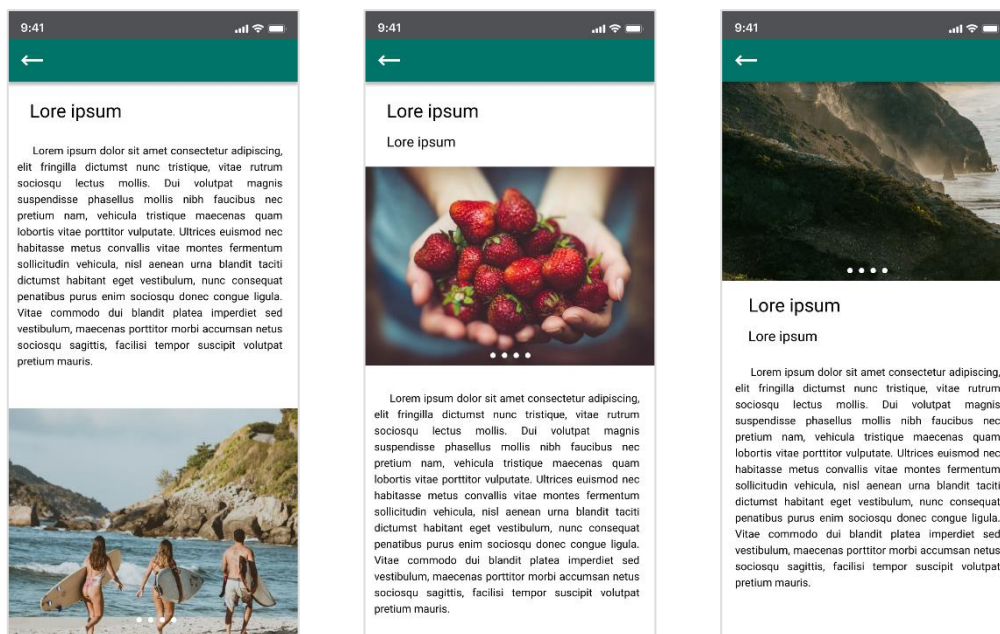 9:41
Lore ipsum
Lorem ipsum dolor sit amet consectetur adipiscing,
elit fringilla dictumst nunc tristique, vitae rutrum
sociosqu lectus mollis. Dui volutpat magnis
suspendisse phasellus mollis nibh faucibus nec
pretium nam, vehicula tristique maecenas quam
lobortis vitae porttitor vulputate. Ultrices euismod nec
habitasse metus convallis vitae montes fermentum
sollicitudin vehicula, nisl aenean urna blandit taciti
dictumst habitant eget vestibulum, nunc consequat
penatibus purus enim sociosqu donec congue ligula.
Vitae commodo dui blandit platea imperdiet sed
vestibulum, maecenas porttitor morbi accumsan netus
sociosqu sagittis, facilisi tempor suscipit volutpat
pretium mauris.
9:41
Lore ipsum
Lore ipsum
Lorem ipsum dolor sit amet consectetur adipiscing,
elit fringilla dictumst nunc tristique, vitae rutrum
sociosqu lectus mollis. Dui volutpat magnis
suspendisse phasellus mollis nibh faucibus nec
pretium nam, vehicula tristique maecenas quam
lobortis vitae porttitor vulputate. Ultrices euismod nec
habitasse metus convallis vitae montes fermentum
sollicitudin vehicula, nisl aenean urna blandit taciti
dictumst habitant eget vestibulum, nunc consequat
penatibus purus enim sociosqu donec congue ligula.
Vitae commodo dui blandit platea imperdiet sed
vestibulum, maecenas porttitor morbi accumsan netus
sociosqu sagittis, facilisi tempor suscipit volutpat
pretium mauris.
9:41
Lore ipsum
Lore ipsum
Lorem ipsum dolor sit amet consectetur adipiscing,
elit fringilla dictumst nunc tristique, vitae rutrum
sociosqu lectus mollis. Dui volutpat magnis
suspendisse phasellus mollis nibh faucibus nec
pretium nam, vehicula tristique maecenas quam
lobortis vitae porttitor vulputate. Ultrices euismod nec
habitasse metus convallis vitae montes fermentum
sollicitudin vehicula, nisl aenean urna blandit taciti
dictumst habitant eget vestibulum, nunc consequat
penatibus purus enim sociosqu donec congue ligula.
Vitae commodo dui blandit platea imperdiet sed
vestibulum, maecenas porttitor morbi accumsan netus
sociosqu sagittis, facilisi tempor suscipit volutpat
pretium mauris.